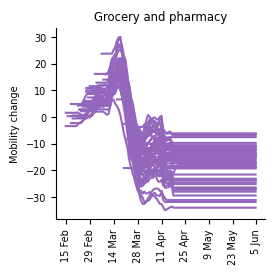 Grocery and pharmacy
Mobility change
30
20
10
0
−10
−20
−30
15 Feb
29 Feb
14 Mar
28 Mar
11 Apr
25 Apr
9 May
23 May
5 Jun